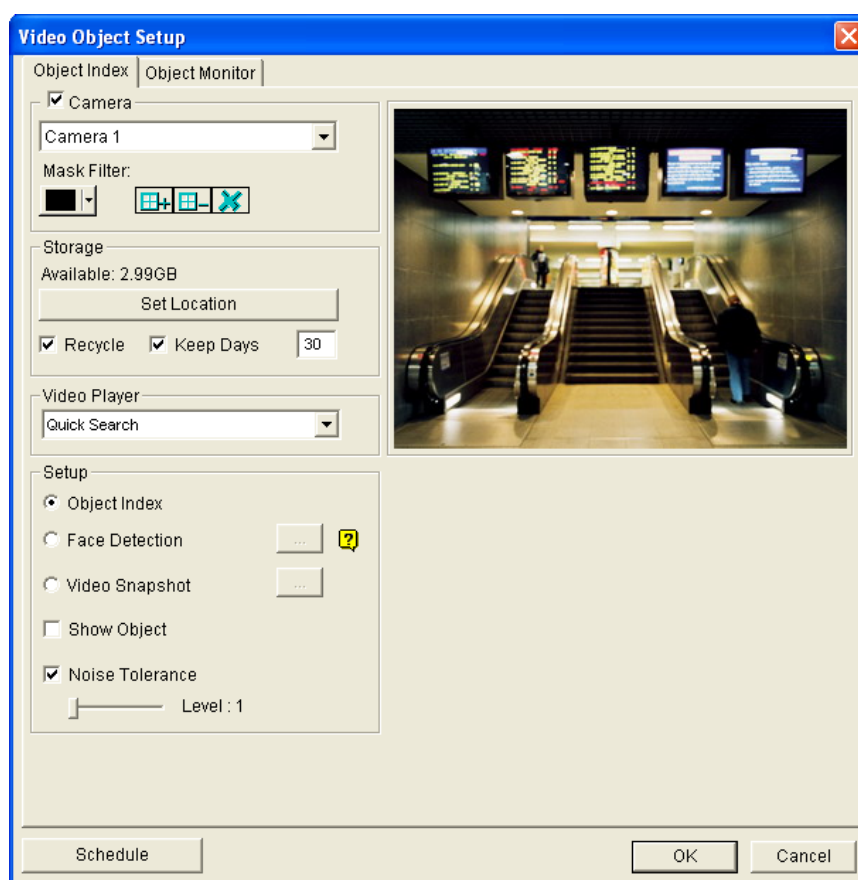 Video Object Setup
Object Index
Object Monitor
Camera
Camera 1
Mask Filter:
Storage
Available: 2.99GB
Set Location
Recycle
Keep Days
30
Video Player
Quick Search
Setup
Object Index
Face Detection
...
?
Video Snapshot
...
Show Object
Noise Tolerance
Level : 1
Schedule
OK
Cancel